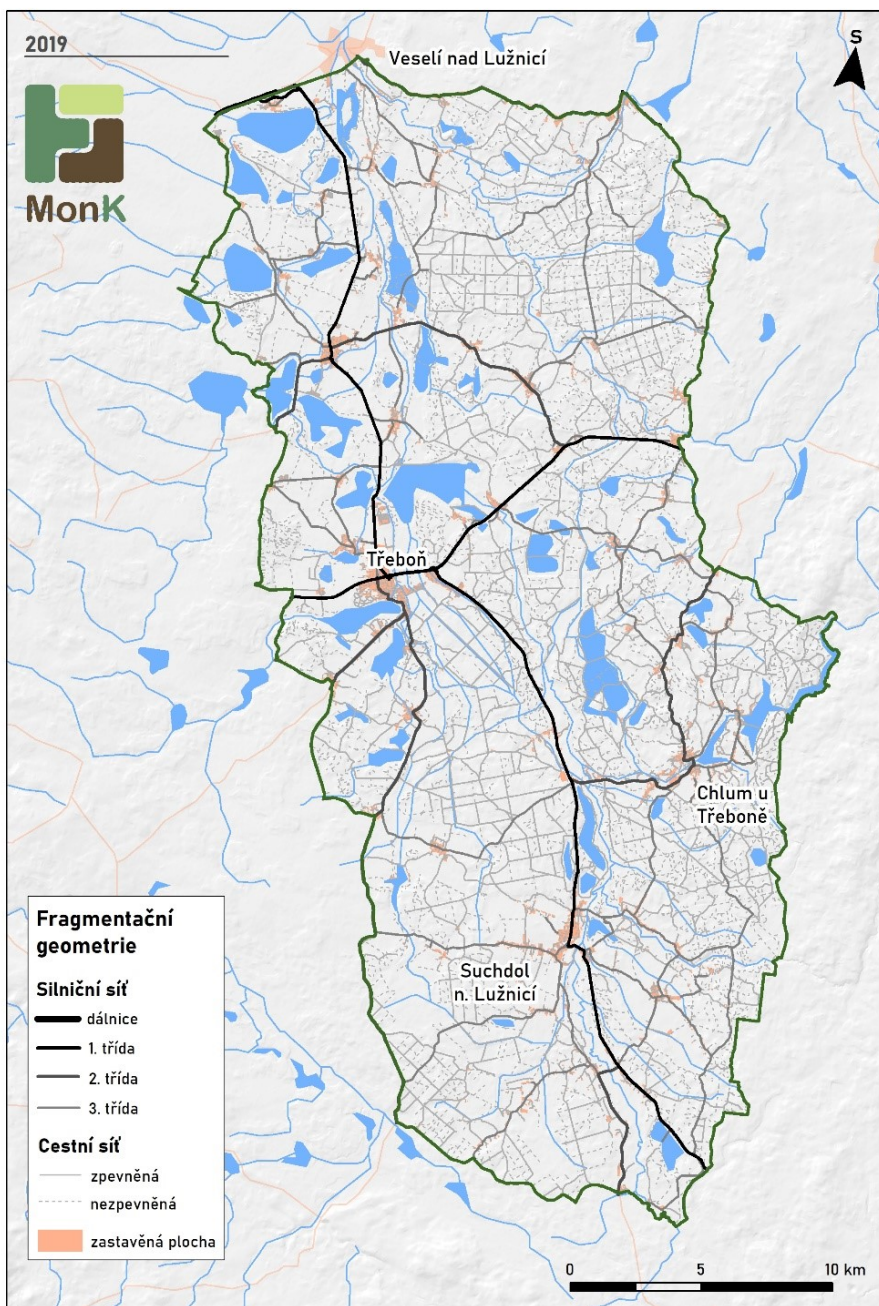 2019
Veselí nad Lužnicí
S
MonK
Třeboň
Chlum u
Třeboně
Suchdol
n. Lužnicí
Fragmentační
geometrie
Silniční síť
dálnice
1. třída
2. třída
3. třída
Cestní síť
zpevněná
nezpevněná
zastavěná plocha
0 5 10 km